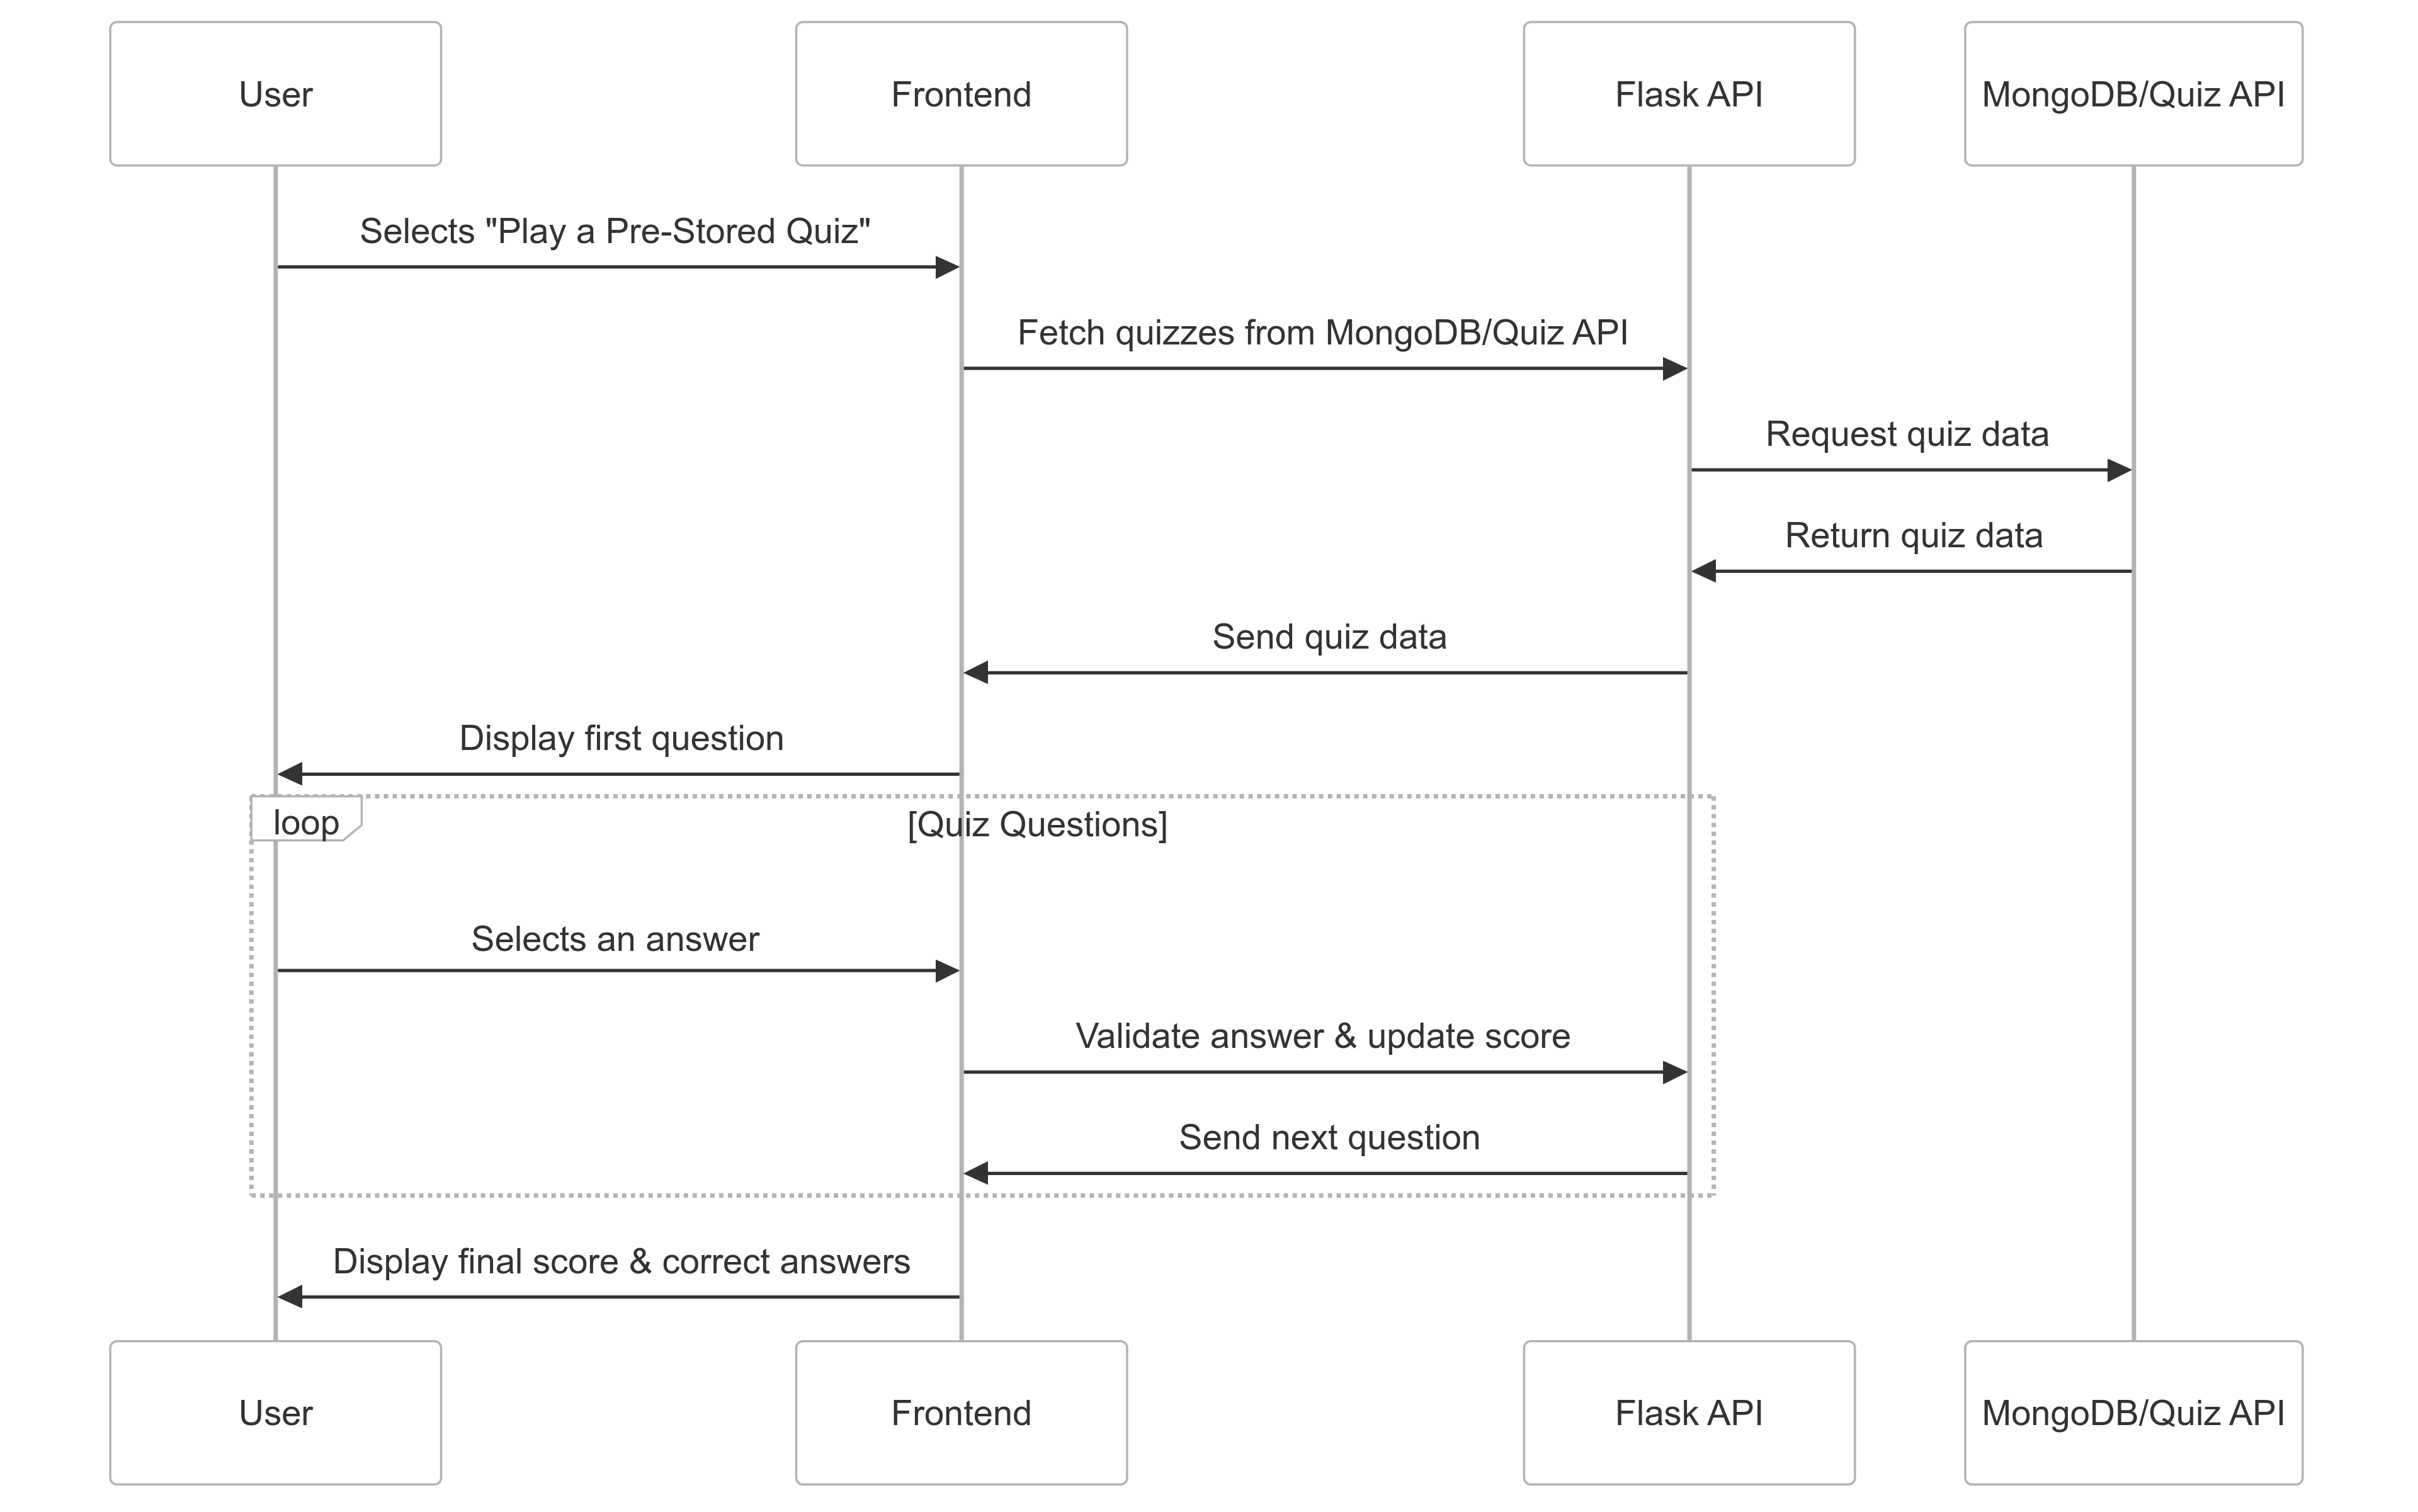 User
Frontend
Flask API
MongoDB/Quiz API
Selects "Play a Pre-Stored Quiz"
Fetch quizzes from MongoDB/Quiz API
Request quiz data
Return quiz data
Send quiz data
Display first question
loop
[Quiz Questions]
Selects an answer
Validate answer & update score
Send next question
Display final score & correct answers
User
Frontend
Flask API
MongoDB/Quiz API